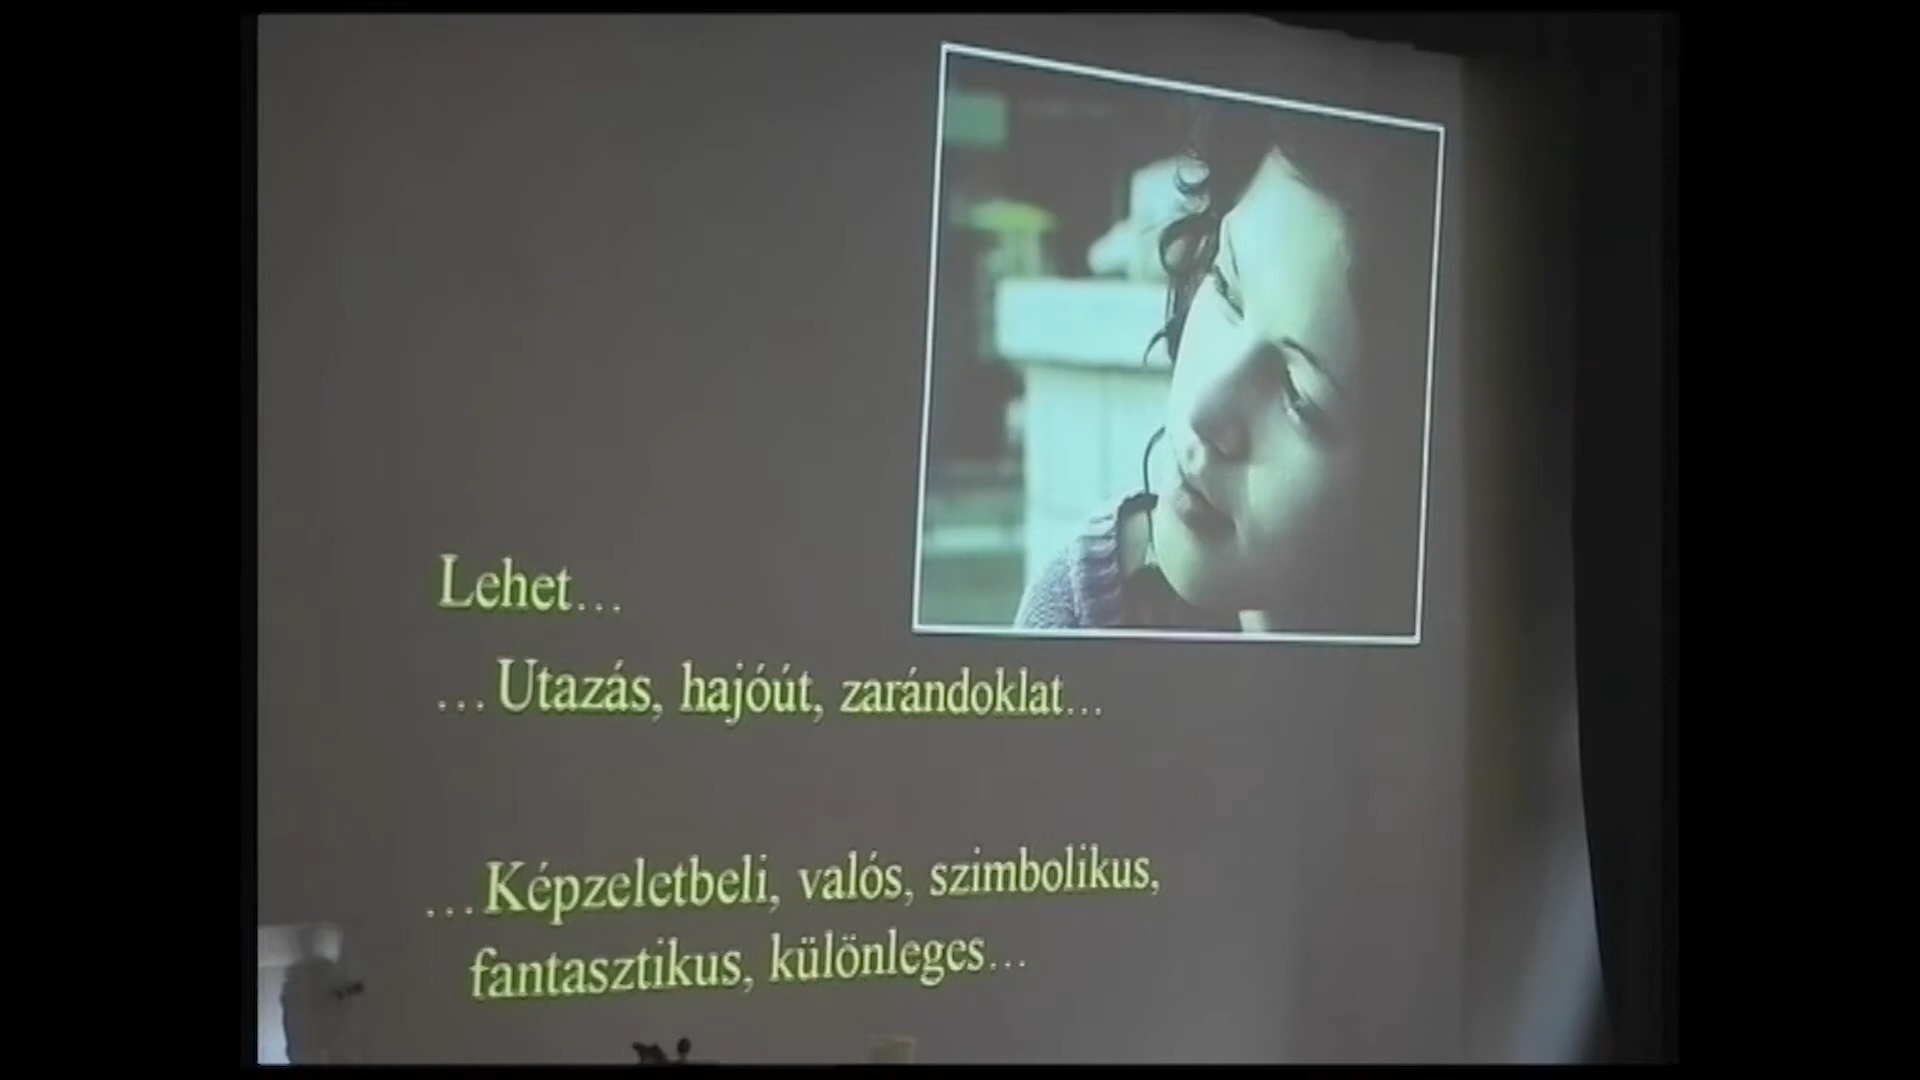 Lehet...
...Utazás, hajóút, zarándoklat...
...Képzeletbeli, valós, szimbolikus,
fantasztikus, különleges...